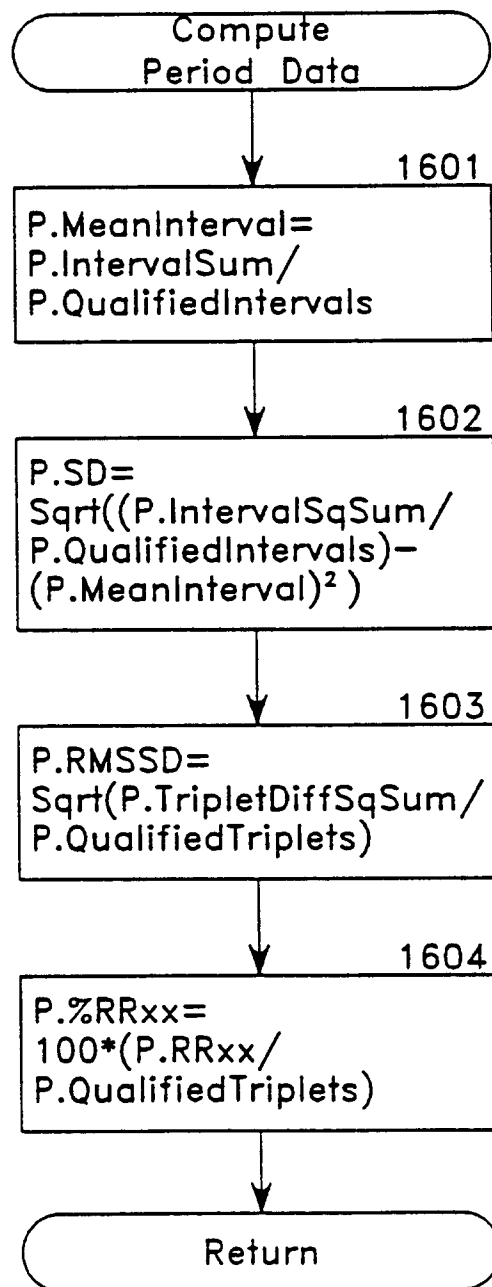 Compute
Period Data
1601
P.MeanInterval=
P.IntervalSum/
P.QualifiedIntervals
1602
P.SD=
Sqrt((P.IntervalSqSum/
P.QualifiedIntervals)-
(P.MeanInterval)² )
1603
P.RMSSD=
Sqrt(P.TripletDiffSqSum/
P.QualifiedTriplets)
1604
P.%RRxx=
100*(P.RRxx/
P.QualifiedTriplets)
Return